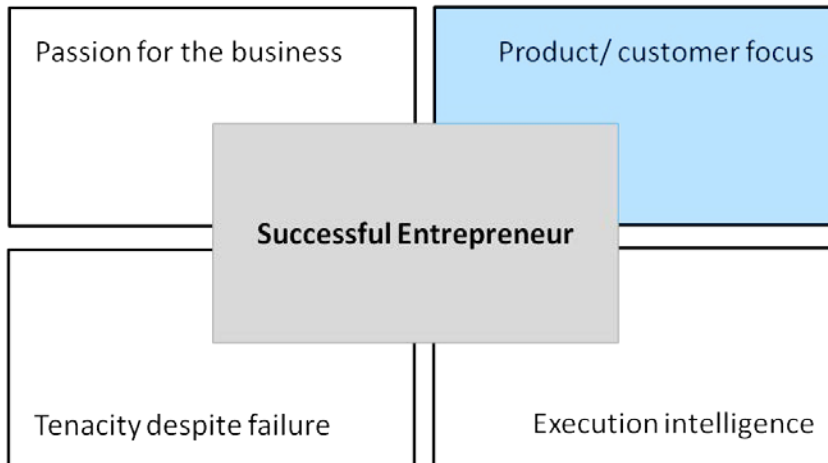 Passion for the business
Product/ customer focus
Successful Entrepreneur
Tenacity despite failure
Execution intelligence